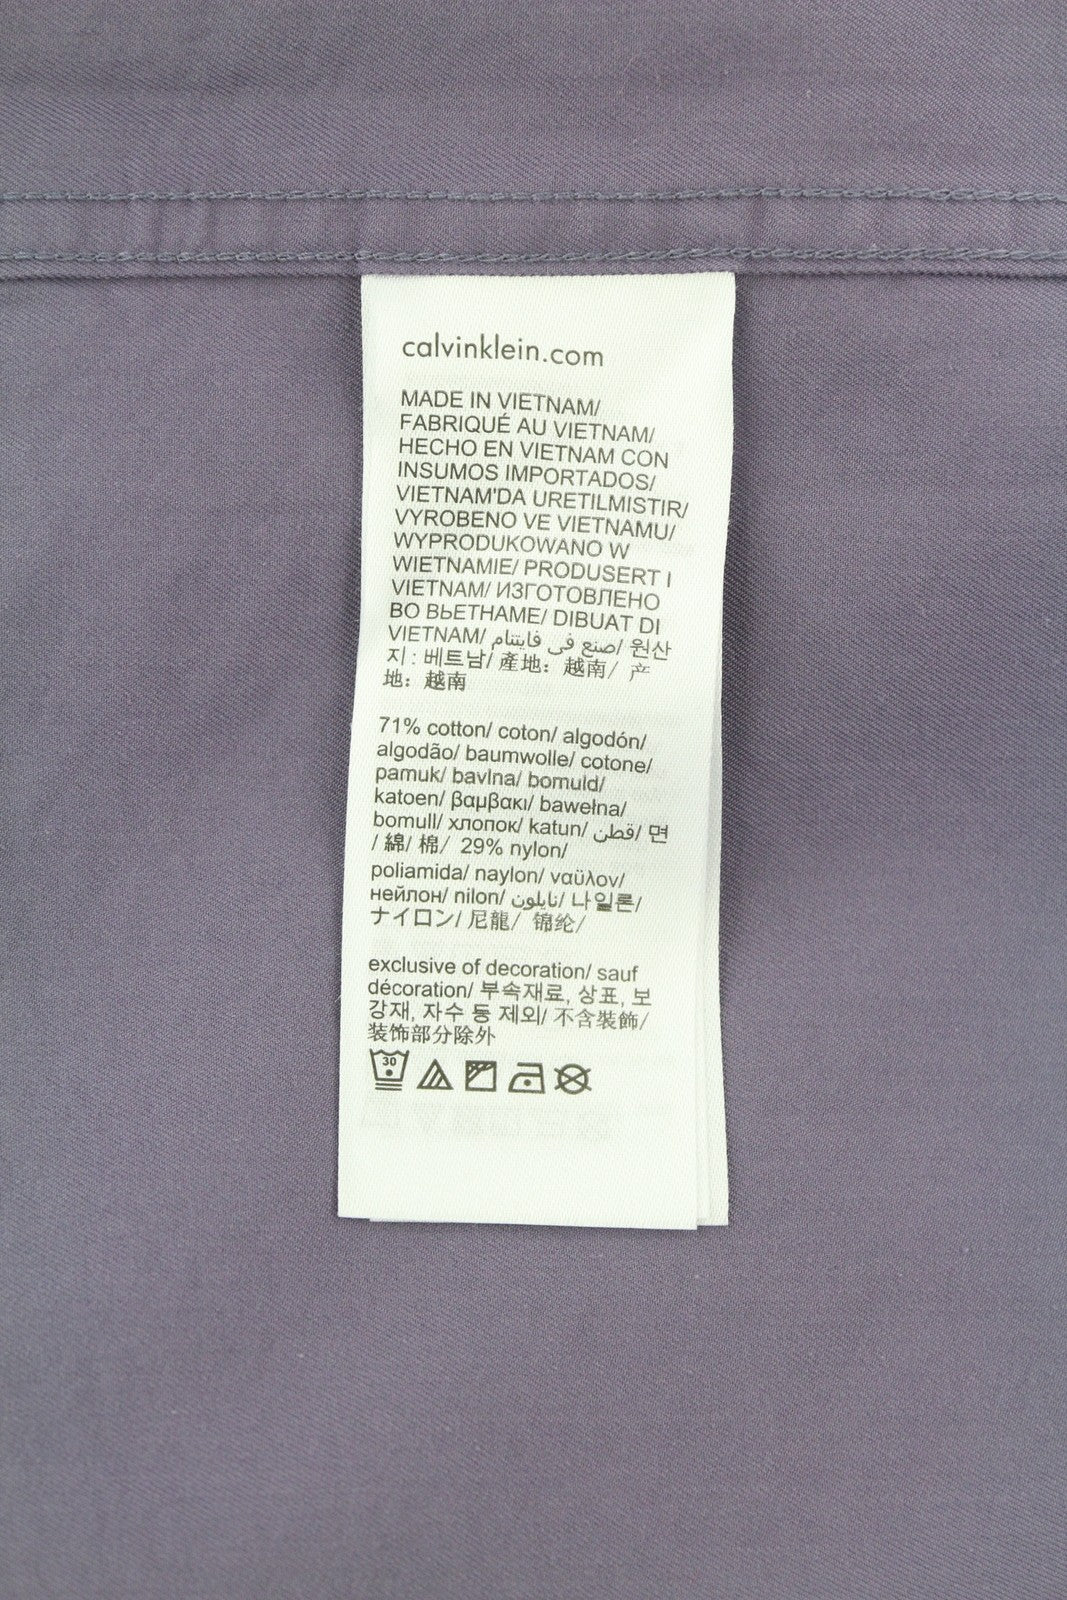 calvinklein.com
MADE IN VIETNAM/
FABRIQUÉ AU VIETNAM/
HECHO EN VIETNAM CON
INSUMOS IMPORTADOS/
VIETNAM'DA URETILMISTIR/
VYROBENO VE VIETNAMU/
WYPRODUKOWANO W
WIETNAMIE/ PRODUSERT I
VIETNAM/ ИЗГОТОВЛЕНО
ВО ВЬЕТНАМЕ/ DIBUAT DI
VIETNAM/ صنع في فايتنام/ 원산
지 : 베트남/ 產地：越南/ 产
地：越南
71% cotton/ coton/ algodón/
algodão/ baumwolle/ cotone/
pamuk/ bavlna/ bomuld/
katoen/ βαμβακι/ bawełna/
bomull/ хлопок/ katun/ قطن/ 면
/ 綿/ 棉/ 29% nylon/
poliamida/ naylon/ ναϋλον/
нейлон/ nilon/ نايلون/ 나일론/
ナイロン/ 尼龍/ 锦纶/
exclusive of decoration/ sauf
décoration/ 부속재료, 상표, 보
강재, 자수 등 제외/ 不含裝飾/
装饰部分除外
30